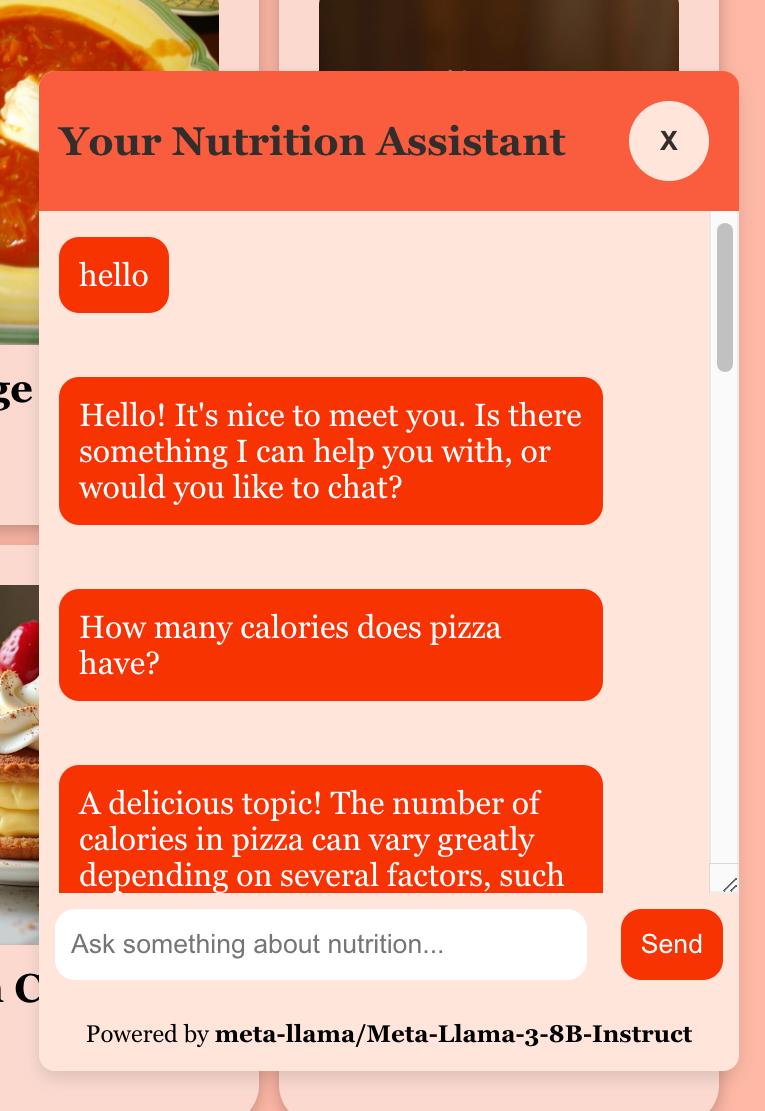 Your Nutrition Assistant
X
hello
Hello! It's nice to meet you. Is there
something I can help you with, or
would you like to chat?
ge
How many calories does pizza
have?
A delicious topic! The number of
calories in pizza can vary greatly
depending on several factors, such
Ask something about nutrition...
Send
C
Powered by meta-llama/Meta-Llama-3-8B-Instruct